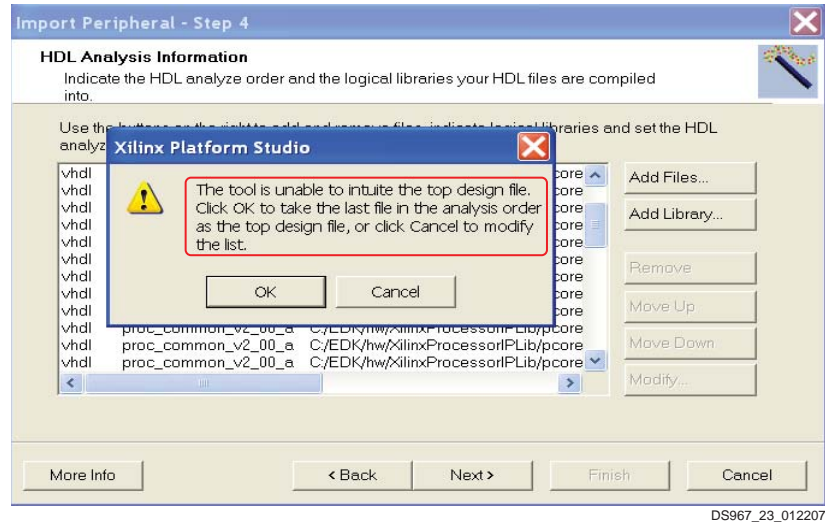 Import Peripheral - Step 4
HDL Analysis Information
Indicate the HDL analyze order and the logical libraries your HDL files are compiled
into.
Use the braries and set the HDL
analyz
Xilinx Platform Studio
The tool is unable to intuite the top design file.
Click OK to take the last file in the analysis order
as the top design file, or click Cancel to modify
the list.
OK
Cancel
vhdl core
vhdl core
vhdl core
vhdl core
vhdl core
vhdl core
vhdl core
vhdl core
vhdl core
vhdl proc_common_v2_00_a C:/EDK/hw/XilinxProcessorIPLib/pcore
vhdl proc_common_v2_00_a C:/EDK/hw/XilinxProcessorIPLib/pcore
vhdl proc_common_v2_00_a C:/EDK/hw/XilinxProcessorIPLib/pcore
Add Files...
Add Library...
Remove
Move Up
Move Down
Modify...
More Info
< Back
Next >
Finish
Cancel
DS967_23_012207